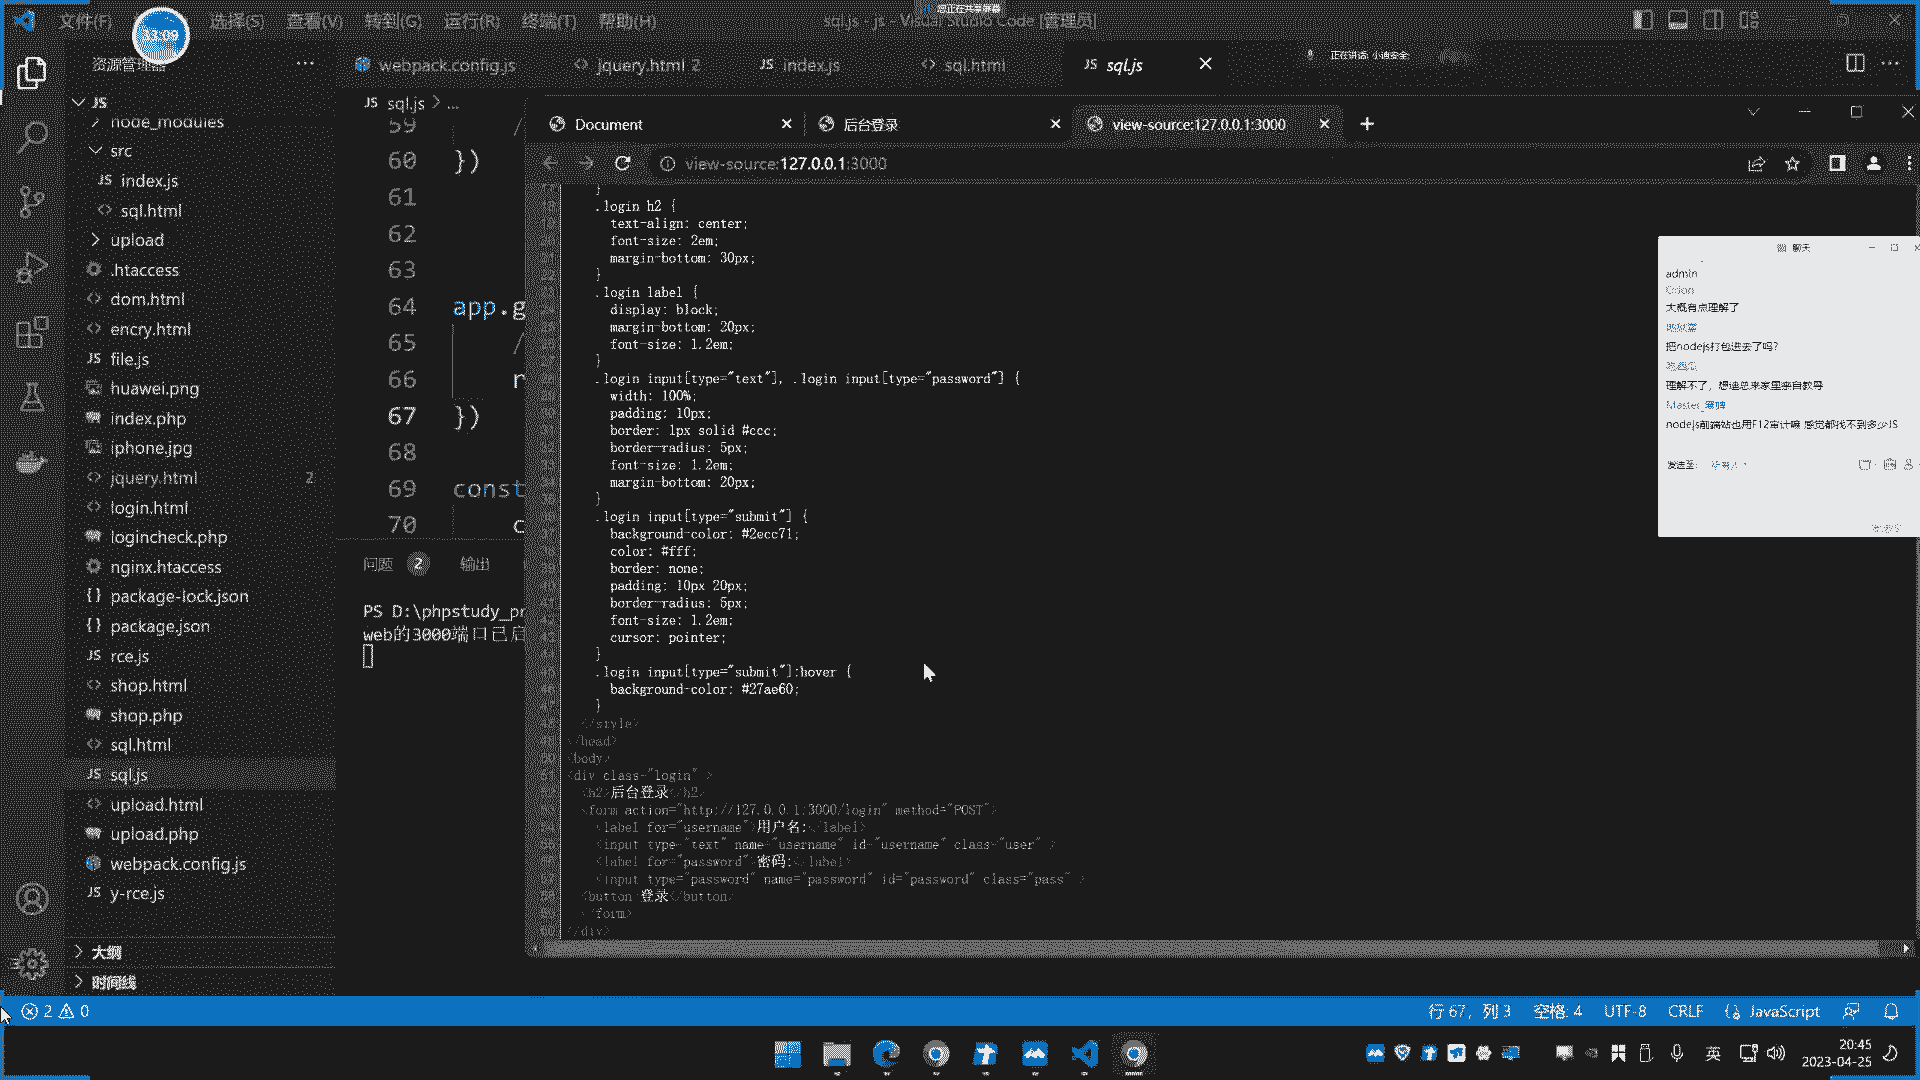 您正在共享屏幕
文件(F)
33:09
选择(S) 查看(V) 转到(G) 运行(R) 终端(T) 帮助(H)
sql.js - js - Visual Studio Code [管理员]
资源管理器
webpack.config.js
jquery.html 2
JS index.js
sql.html
JS sql.js
正在讲话: 小迪安全:
JS
node_modules
src
JS index.js
sql.html
upload
.htaccess
dom.html
encry.html
JS file.js
huawei.png
index.php
iphone.jpg
jquery.html 2
login.html
logincheck.php
nginx.htaccess
{} package-lock.json
{} package.json
JS rce.js
shop.html
shop.php
sql.html
JS sql.js
upload.html
upload.php
webpack.config.js
JS y-rce.js
大纲
时间线
JS sql.js > ...
59 /
60 })
61
62
63
64 app.g
65 /
66 r
67 })
68
69 const
70 c
问题 2 输出
PS D:\phpstudy_pr
web的3000端口已启
Document
后台登录
view-source:127.0.0.1:3000
view-source:127.0.0.1:3000
}
.login h2 {
text-align: center;
font-size: 2em;
margin-bottom: 30px;
}
.login label {
display: block;
margin-bottom: 20px;
font-size: 1.2em;
}
.login input[type="text"], .login input[type="password"] {
width: 100%;
padding: 10px;
border: 1px solid #ccc;
border-radius: 5px;
font-size: 1.2em;
margin-bottom: 20px;
}
.login input[type="submit"] {
background-color: #2ecc71;
color: #fff;
border: none;
padding: 10px 20px;
border-radius: 5px;
font-size: 1.2em;
cursor: pointer;
}
.login input[type="submit"]:hover {
background-color: #27ae60;
}
</style>
</head>
<body>
<div class="login" >
<h2>后台登录</h2>
<form action="http://127.0.0.1:3000/login" method="POST">
<label for="username">用户名:</label>
<input type="text" name="username" id="username" class="user" >
<label for="password">密码:</label>
<input type="password" name="password" id="password" class="pass" >
<button>登录</button>
</form>
</div>
聊天
admin
大概有点理解了
把nodejs打包进去了吗?
理解不了，想迪总来家里亲自教导
nodejs前端站也用F12审计嘛 感觉都找不到多少JS
发送至:
2 0
行 67，列 3 空格: 4 UTF-8 CRLF JavaScript
英
20:45
2023-04-25